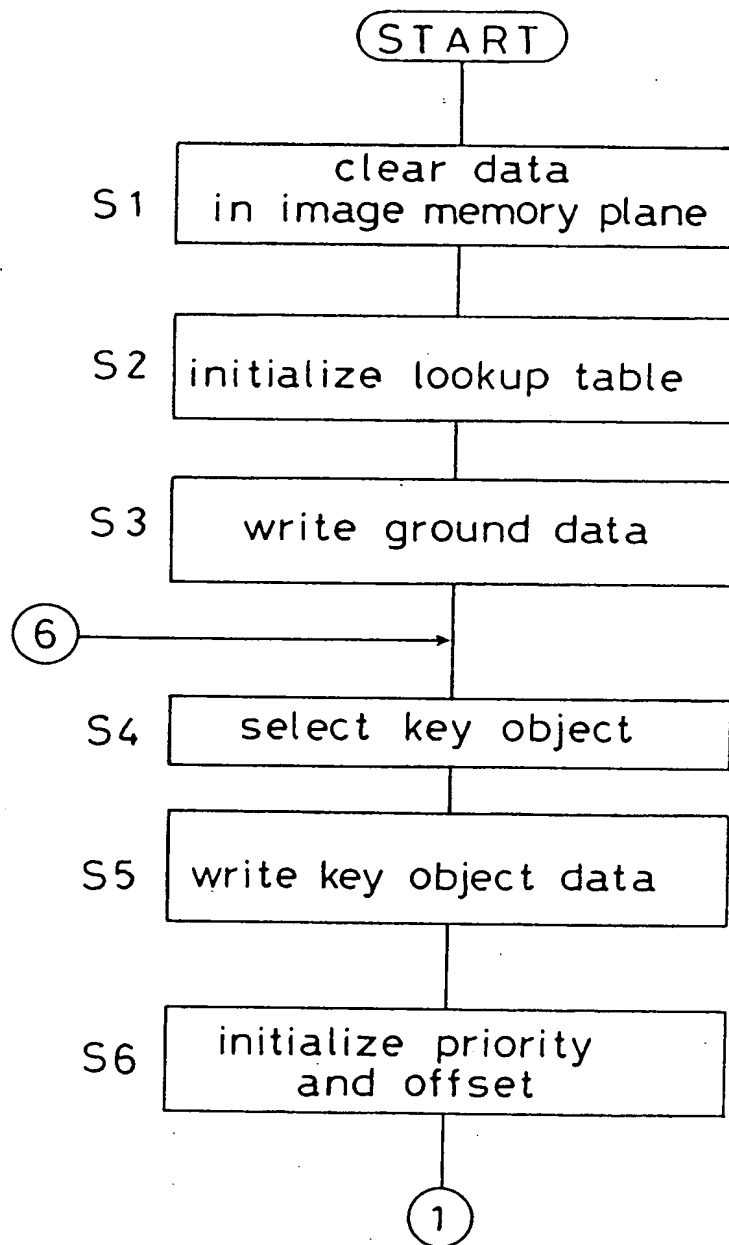 START
S1
clear data
in image memory plane
S2
initialize lookup table
S3
write ground data
6
S4
select key object
S5
write key object data
S6
initialize priority
and offset
1